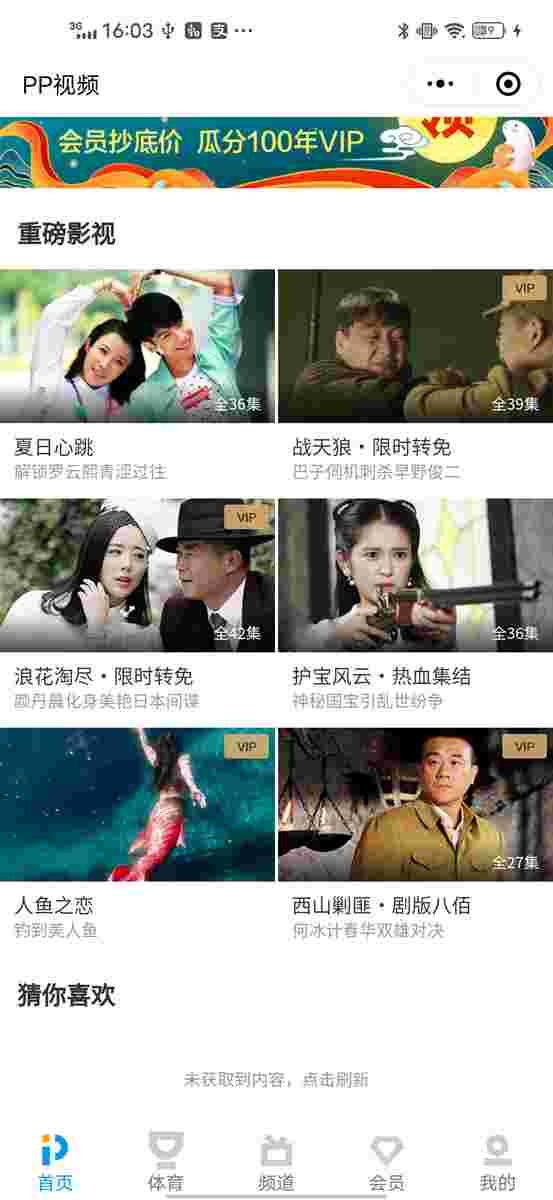 3G 16:03
PP视频
会员抄底价 瓜分100年VIP
重磅影视
VIP
全36集
全39集
夏日心跳
战天狼·限时转免
解锁罗云熙青涩过往
巴子伺机刺杀早野俊二
VIP
全42集
全36集
浪花淘尽·限时转免
护宝风云·热血集结
颜丹晨化身美艳日本间谍
神秘国宝引乱世纷争
VIP
VIP
全27集
人鱼之恋
西山剿匪·剧版八佰
钓到美人鱼
何冰计春华双雄对决
猜你喜欢
未获取到内容，点击刷新
首页
体育
频道
会员
我的